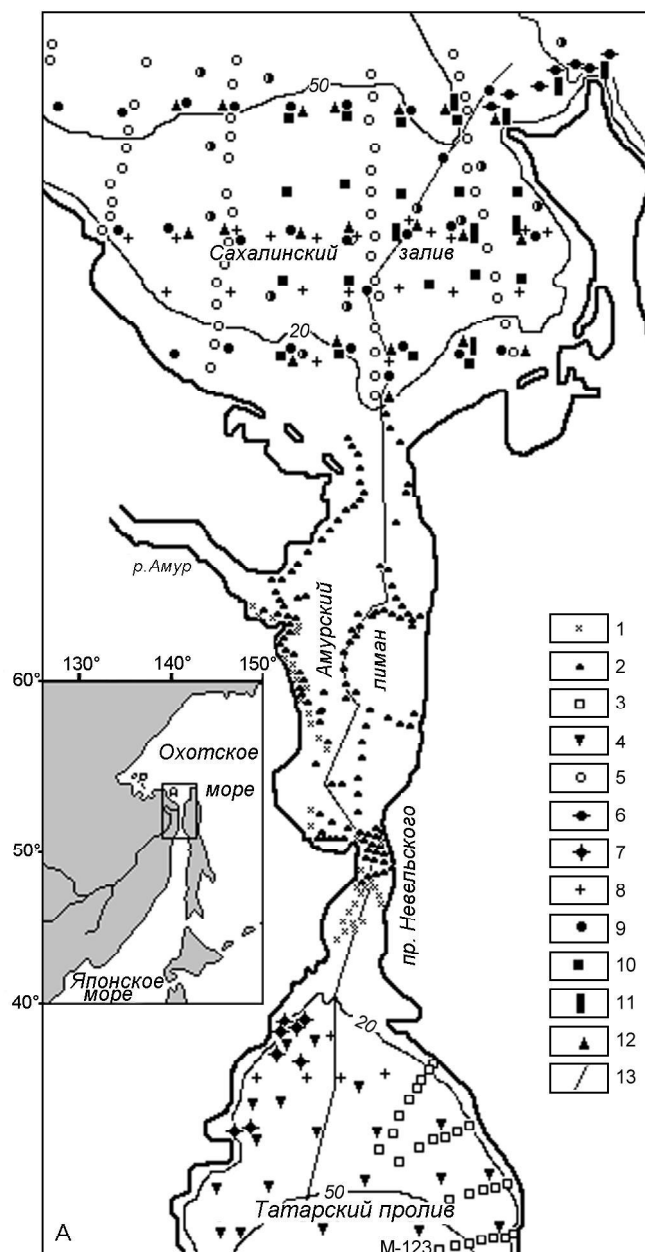 50
Сахалинский залив
20
р. Амур
Амурский
лиман
пр. Невельского
1
2
3
4
5
6
7
8
9
10
11
12
13
130° 140° 150°
60°
50°
40°
Охотское
море
Японское
море
20
50
Татарский пролив
А
М-123